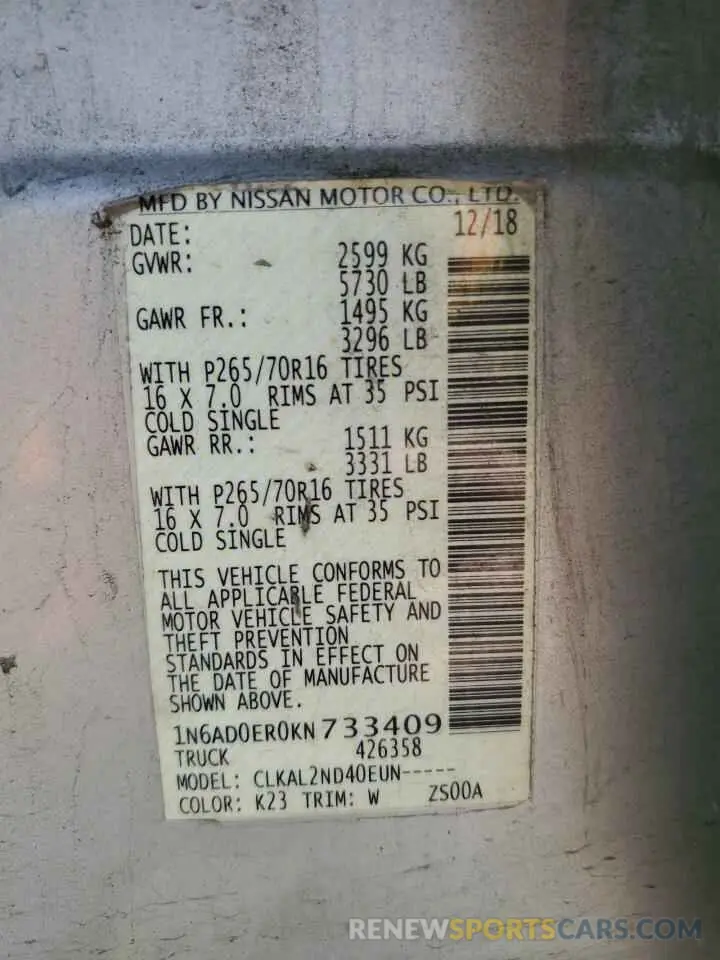 MFD BY NISSAN MOTOR CO., LTD.
DATE: 12/18
GVWR: 2599 KG
5730 LB
GAWR FR.: 1495 KG
3296 LB
WITH P265/70R16 TIRES
16 X 7.0 RIMS AT 35 PSI
COLD SINGLE
GAWR RR.: 1511 KG
3331 LB
WITH P265/70R16 TIRES
16 X 7.0 RIMS AT 35 PSI
COLD SINGLE
THIS VEHICLE CONFORMS TO
ALL APPLICABLE FEDERAL
MOTOR VEHICLE SAFETY AND
THEFT PREVENTION
STANDARDS IN EFFECT ON
THE DATE OF MANUFACTURE
SHOWN ABOVE.
1N6AD0ER0KN733409
TRUCK 426358
MODEL: CLKAL2ND40EUN-----
COLOR: K23 TRIM: W ZS00A
RENEWSPORTSCARS.COM